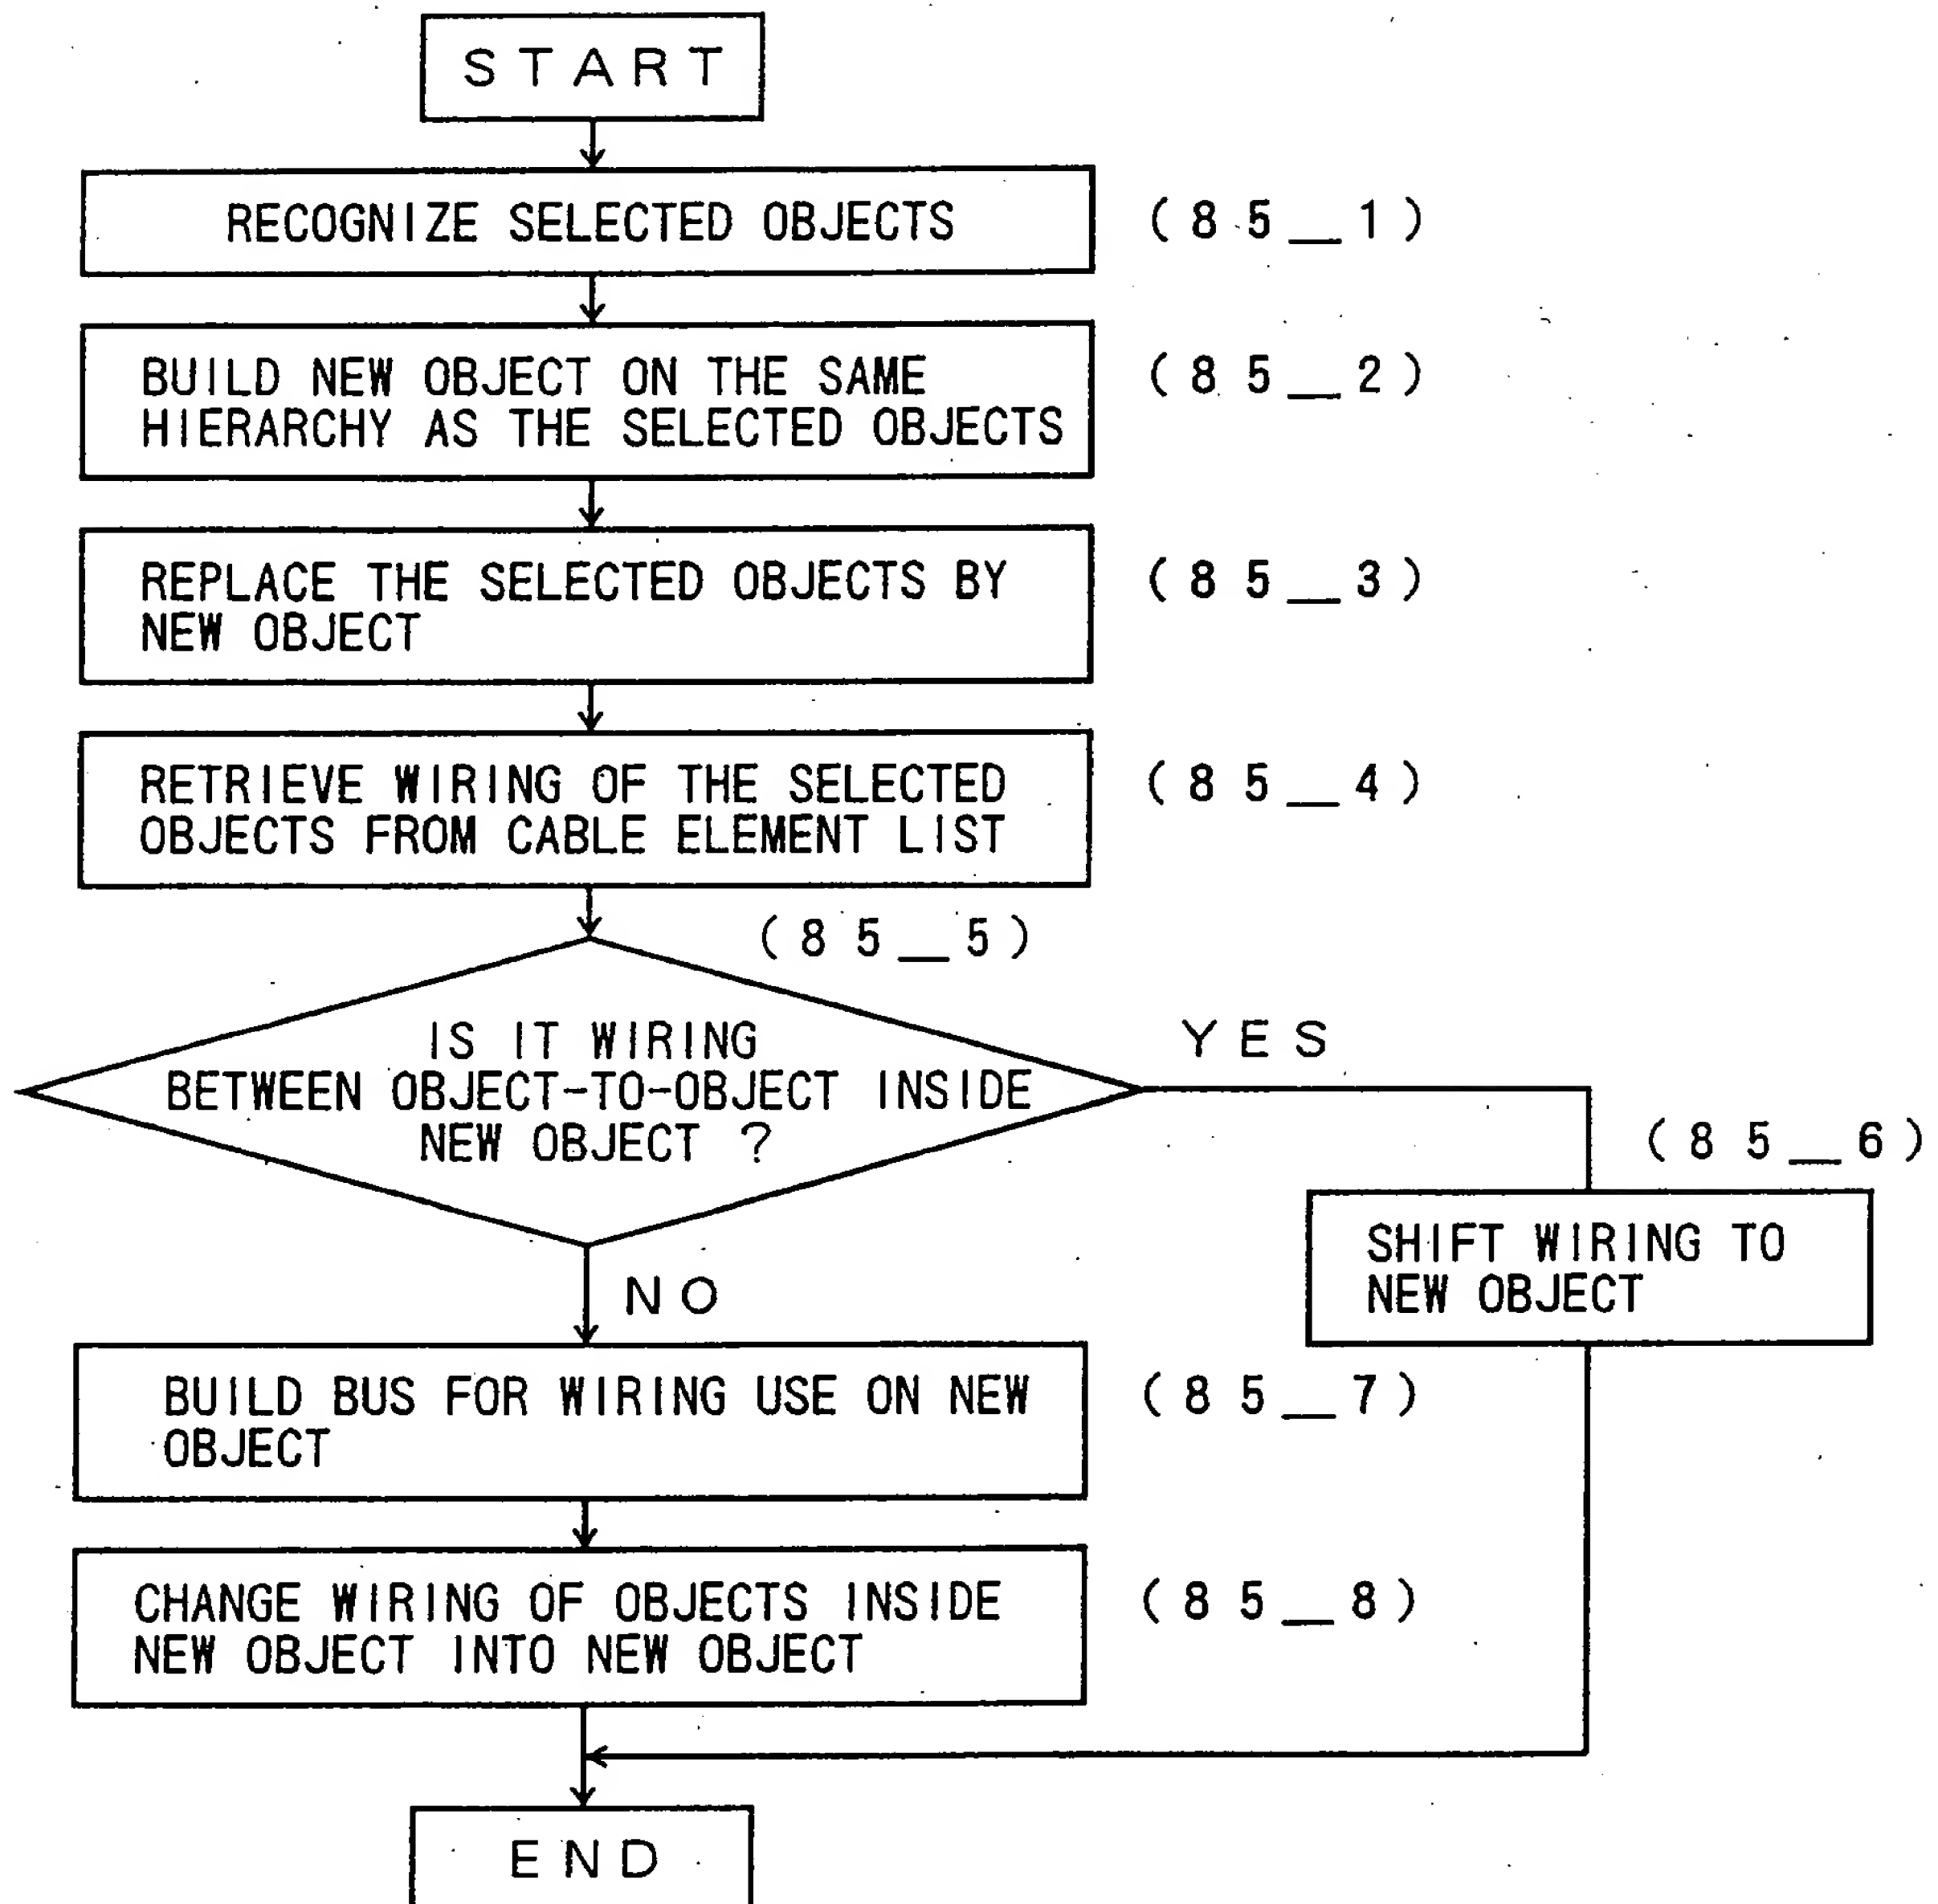 START
RECOGNIZE SELECTED OBJECTS (85_1)
BUILD NEW OBJECT ON THE SAME (85_2)
HIERARCHY AS THE SELECTED OBJECTS
REPLACE THE SELECTED OBJECTS BY (85_3)
NEW OBJECT
RETRIEVE WIRING OF THE SELECTED (85_4)
OBJECTS FROM CABLE ELEMENT LIST
(85_5)
IS IT WIRING
BETWEEN OBJECT-TO-OBJECT INSIDE
NEW OBJECT ?
YES
(85_6)
SHIFT WIRING TO
NEW OBJECT
NO
BUILD BUS FOR WIRING USE ON NEW (85_7)
OBJECT
CHANGE WIRING OF OBJECTS INSIDE (85_8)
NEW OBJECT INTO NEW OBJECT
END